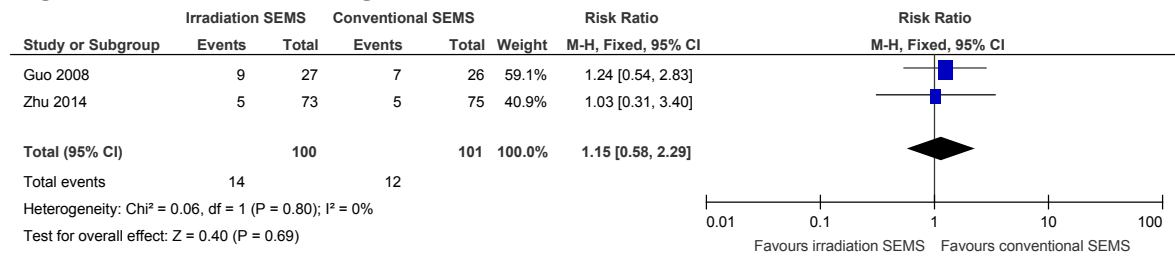 Irradiation SEMS Conventional SEMS Risk Ratio Risk Ratio
Study or Subgroup Events Total Events Total Weight M-H, Fixed, 95% CI M-H, Fixed, 95% CI
Guo 2008 9 27 7 26 59.1% 1.24 [0.54, 2.83]
Zhu 2014 5 73 5 75 40.9% 1.03 [0.31, 3.40]
Total (95% CI) 100 101 100.0% 1.15 [0.58, 2.29]
Total events 14 12
Heterogeneity: Chi² = 0.06, df = 1 (P = 0.80); I² = 0%
Test for overall effect: Z = 0.40 (P = 0.69)
0.01 0.1 1 10 100
Favours irradiation SEMS Favours conventional SEMS